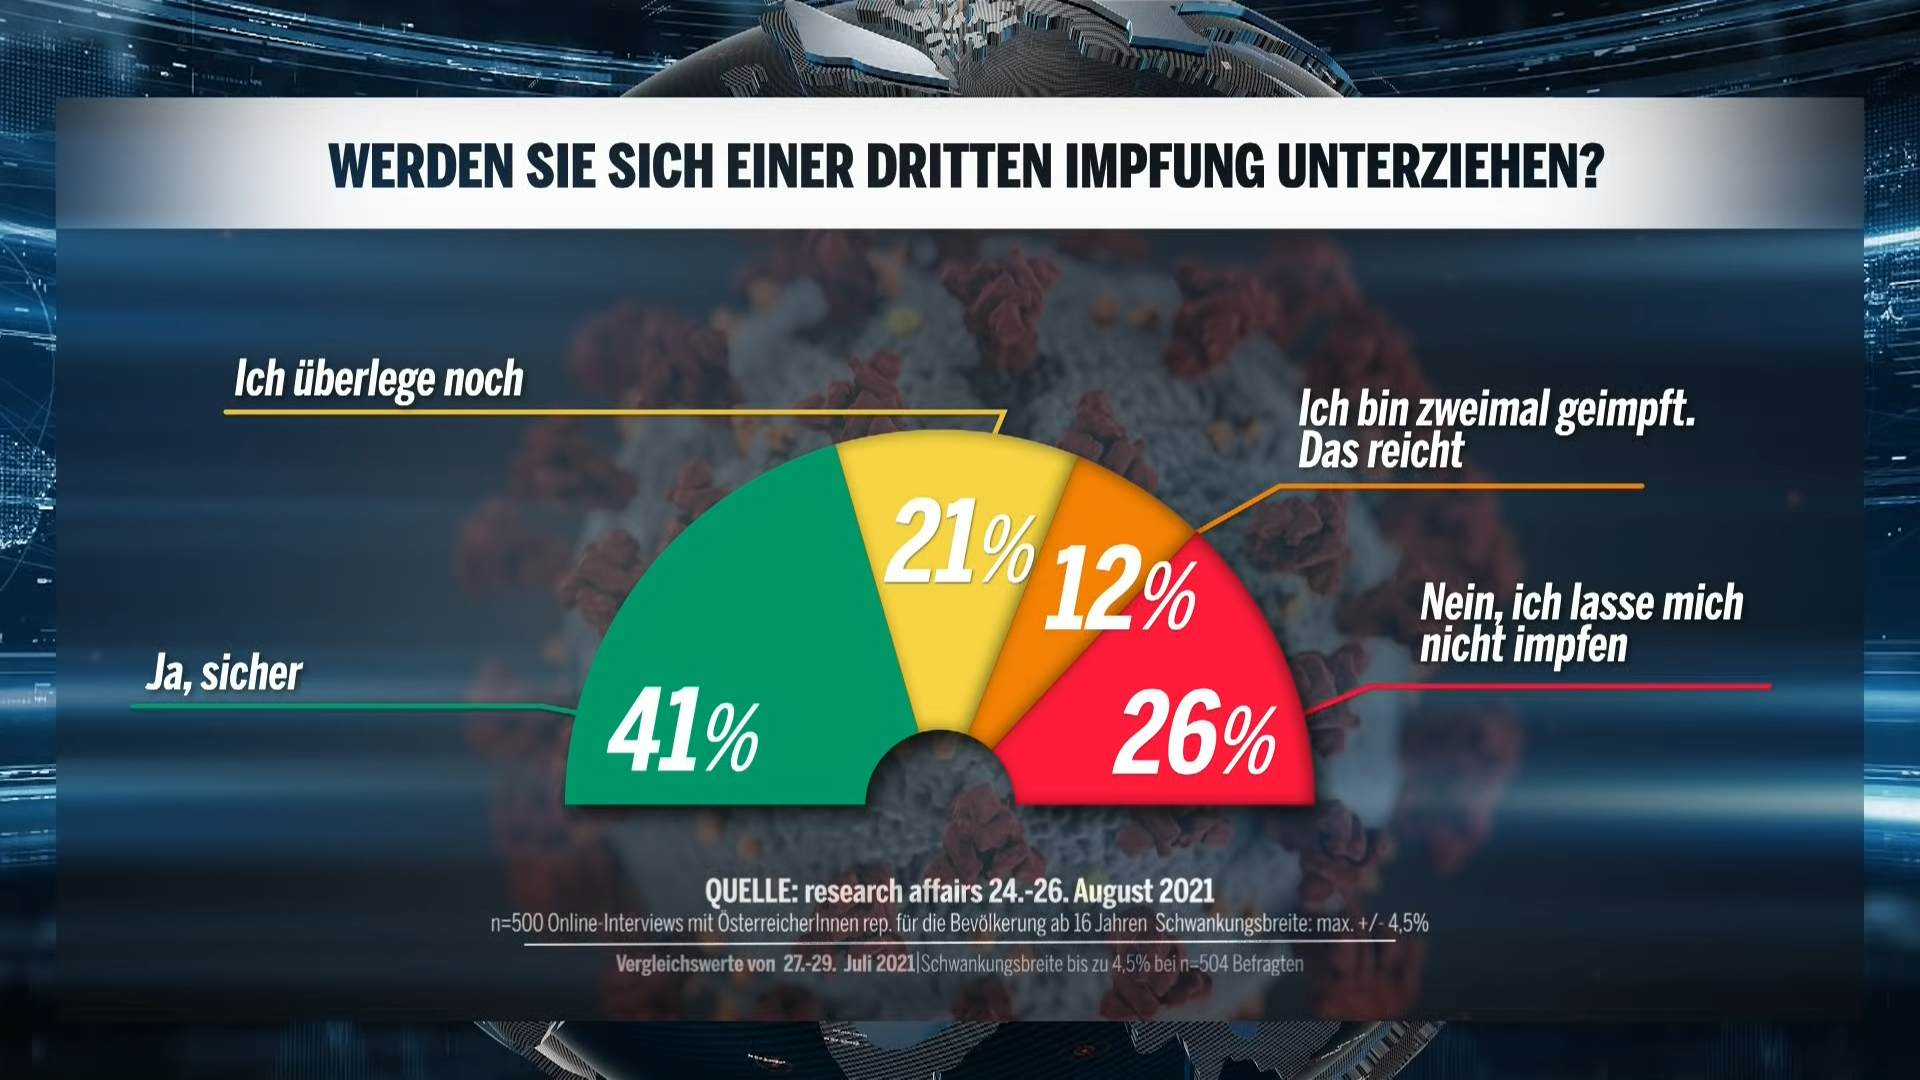 WERDEN SIE SICH EINER DRITTEN IMPFUNG UNTERZIEHEN?
Ich überlege noch
Ich bin zweimal geimpft.
Das reicht
21%
12%
Nein, ich lasse mich
nicht impfen
Ja, sicher
41%
26%
QUELLE: research affairs 24.-26. August 2021
n=500 Online-Interviews mit ÖsterreicherInnen rep. für die Bevölkerung ab 16 Jahren Schwankungsbreite: max. +/- 4,5%
Vergleichswerte von 27.-29. Juli 2021|Schwankungsbreite bis zu 4,5% bei n=504 Befragten